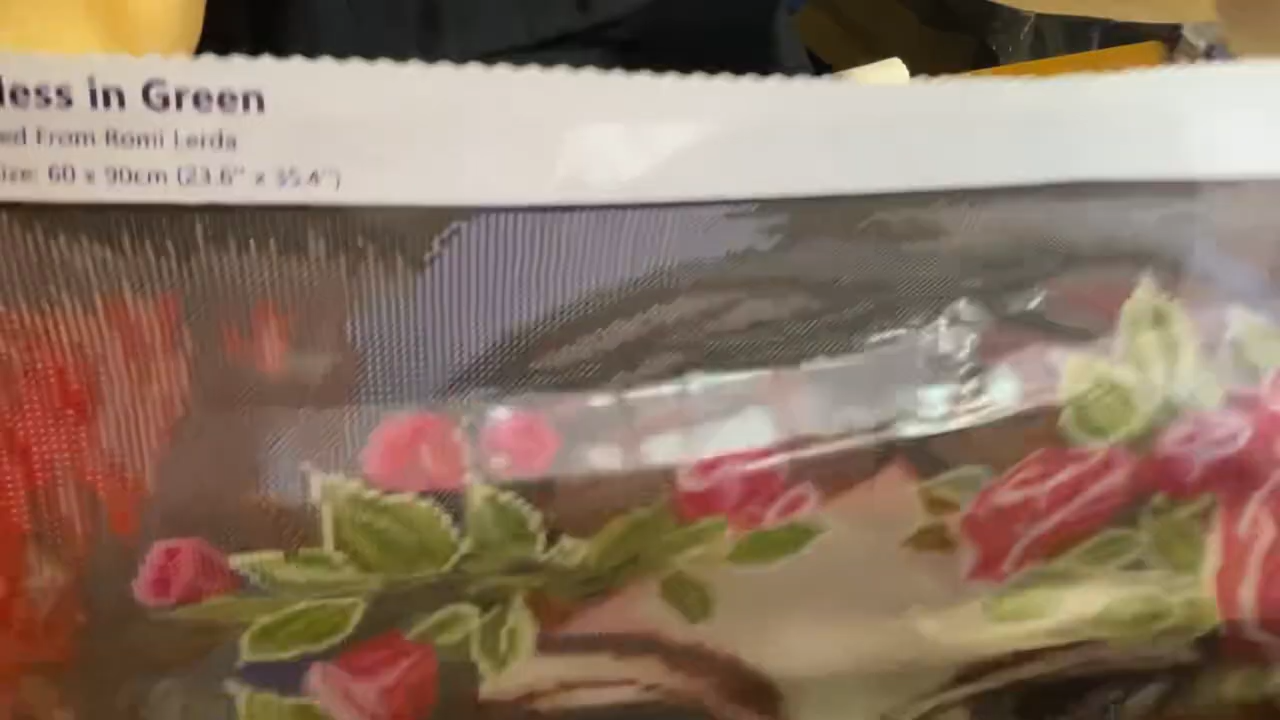 less in Green
ed From Romi Lerda
ize: 60 x 90cm (23.6" x 35.4")